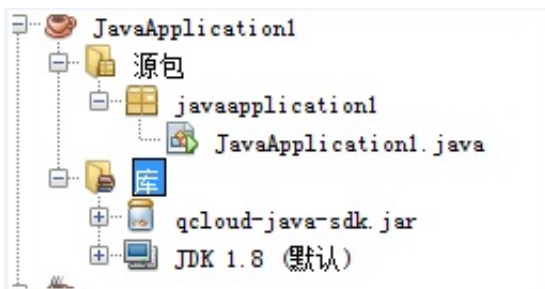 JavaApplication1
源包
javaapplication1
JavaApplication1.java
库
qcloud-java-sdk.jar
JDK 1.8 (默认)